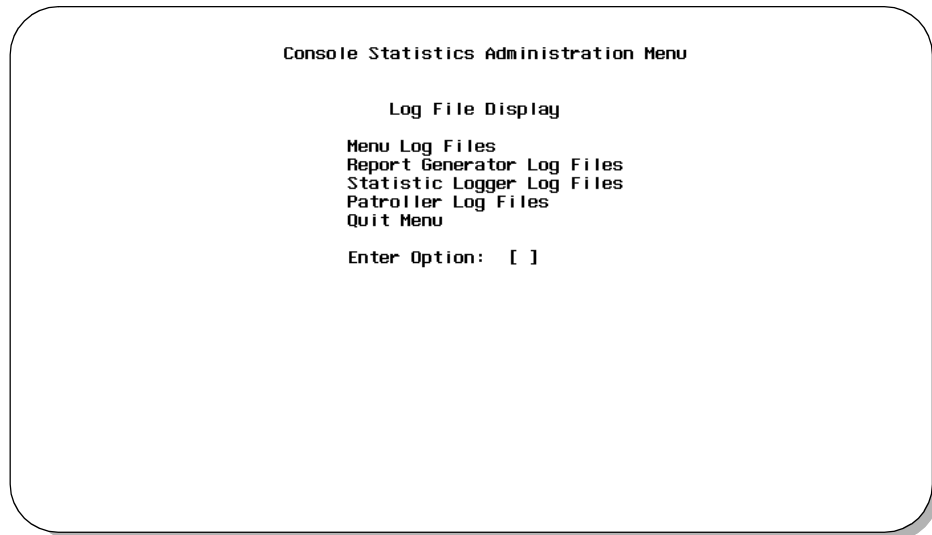 Console Statistics Administration Menu
Log File Display
Menu Log Files
Report Generator Log Files
Statistic Logger Log Files
Patroller Log Files
Quit Menu
Enter Option: [ ]